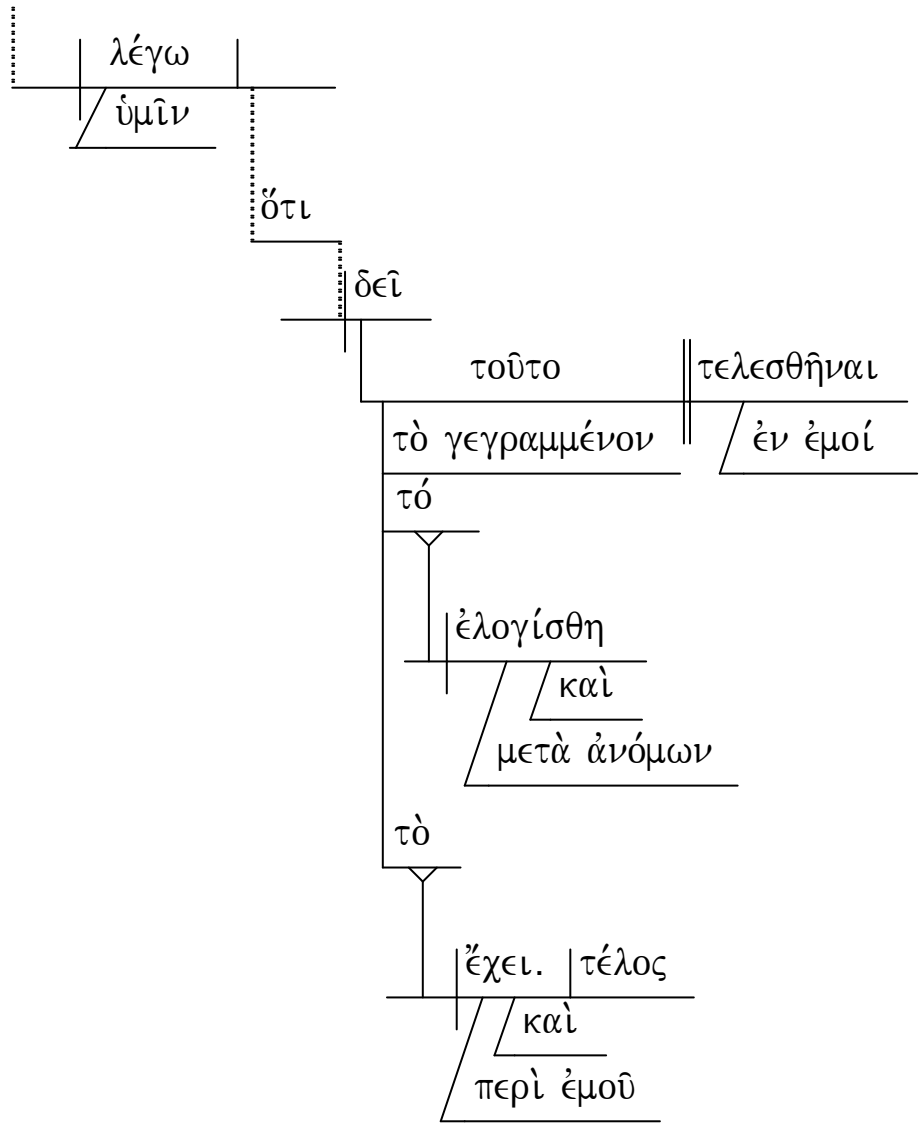 λέγω
ὑμῖν
ὅτι
δεῖ
τοῦτο τελεσθῆναι
τὸ γεγραμμένον ἐν ἐμοί
τό
ἐλογίσθη
καὶ
μετὰ ἀνόμων
τὸ
ἔχει. τέλος
καὶ
περὶ ἐμοῦ